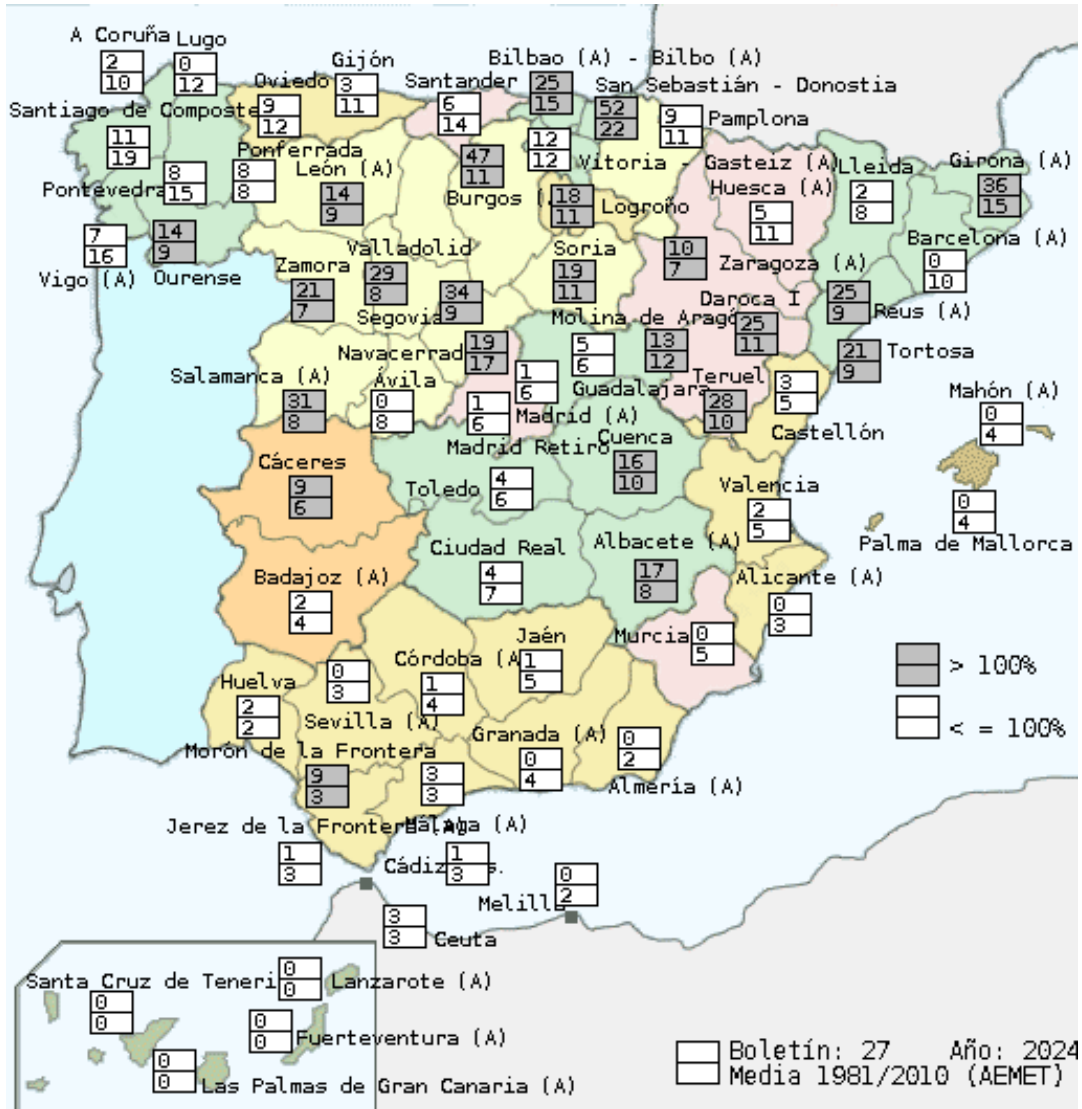 A Coruña
2
10
Lugo
0
12
Gijón
3
11
Oviedo
9
12
Santander
6
14
Bilbao (A) - Bilbo (A)
25
15
San Sebastián - Donostia
52
22
Pamplona
9
11
Santiago de Composte
11
19
Ponferrada
8
8
León (A)
14
9
Burgos (
47
11
12
12
Vitoria - Gasteiz (A)
Pontevedra
8
15
Logroño
18
11
Huesca (A)
5
11
Lleida
2
8
Girona (A)
36
15
Vigo (A)
7
16
Ourense
14
9
Zamora
21
7
Valladolid
29
8
Segovia
34
9
Soria
19
11
10
7
Zaragoza (A)
Barcelona (A)
0
10
Daroca I
25
11
Reus (A)
25
9
Tortosa
21
9
Navacerrad
19
17
Molina de Aragó
13
12
5
6
Guadalajara
Salamanca (A)
31
8
Ávila
0
8
1
6
Madrid (A)
1
6
Madrid Retiro
Teruel
28
10
3
5
Castellón
Mahón (A)
0
4
Cáceres
9
6
Toledo
4
6
Cuenca
16
10
Valencia
2
5
0
4
Palma de Mallorca
Badajoz (A)
2
4
Ciudad Real
4
7
Albacete (A)
17
8
Alicante (A)
0
3
Huelva
2
2
0
3
Sevilla (A)
Córdoba (A
1
4
Jaén
1
5
Murcia
0
5
> 100%
< = 100%
Morón de la Frontera
9
3
3
3
Málaga (A)
Granada (A)
0
4
0
2
Almería (A)
Jerez de la Frontera
1
3
Cádiz
s.
1
3
Melilla
0
2
3
3
Ceuta
Santa Cruz de Teneri
0
0
0
0
Lanzarote (A)
0
0
Fuerteventura (A)
0
0
Las Palmas de Gran Canaria (A)
Boletín: 27 Año: 2024
Media 1981/2010 (AEMET)